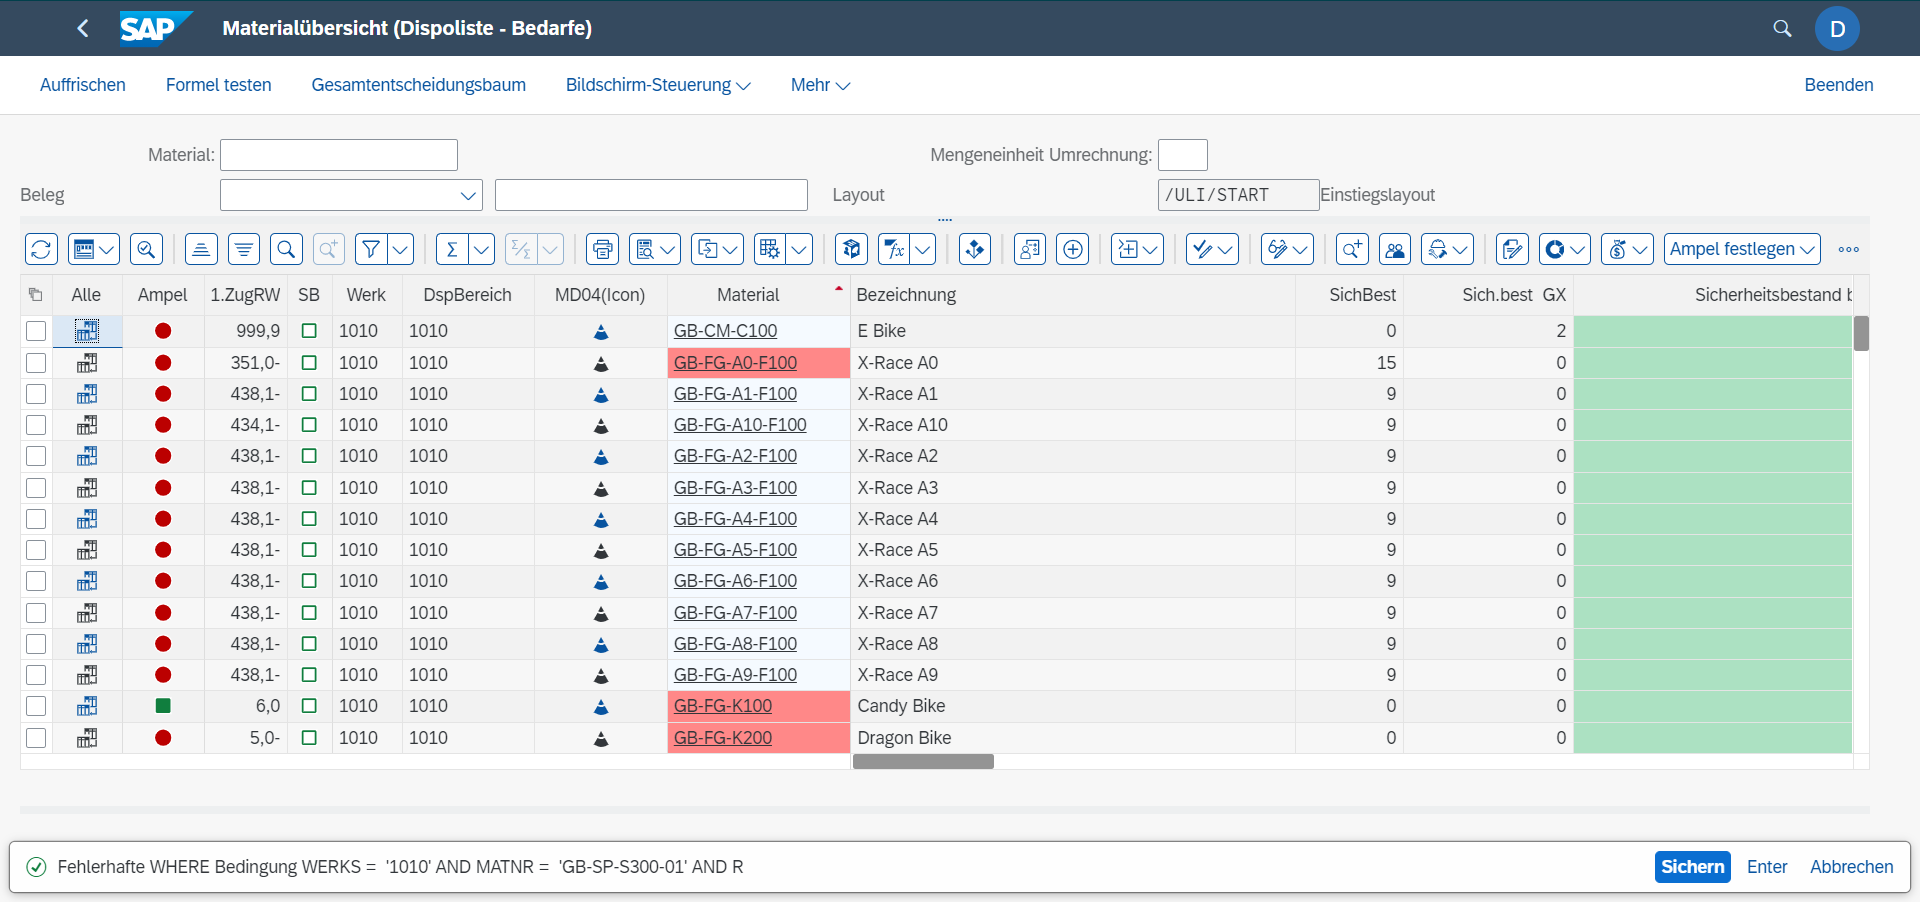 SAP Materialübersicht (Dispoliste - Bedarfe) D
Auffrischen Formel testen Gesamtentscheidungsbaum Bildschirm-Steuerung Mehr Beenden
Material: Mengeneinheit Umrechnung:
Beleg Layout /ULI/START Einstiegslayout
Ampel festlegen
Alle Ampel 1.ZugRW SB Werk DspBereich MD04(Icon) Material Bezeichnung SichBest Sich.best GX Sicherheitsbestand b
999,9 1010 1010 GB-CM-C100 E Bike 0 2
351,0- 1010 1010 GB-FG-A0-F100 X-Race A0 15 0
438,1- 1010 1010 GB-FG-A1-F100 X-Race A1 9 0
434,1- 1010 1010 GB-FG-A10-F100 X-Race A10 9 0
438,1- 1010 1010 GB-FG-A2-F100 X-Race A2 9 0
438,1- 1010 1010 GB-FG-A3-F100 X-Race A3 9 0
438,1- 1010 1010 GB-FG-A4-F100 X-Race A4 9 0
438,1- 1010 1010 GB-FG-A5-F100 X-Race A5 9 0
438,1- 1010 1010 GB-FG-A6-F100 X-Race A6 9 0
438,1- 1010 1010 GB-FG-A7-F100 X-Race A7 9 0
438,1- 1010 1010 GB-FG-A8-F100 X-Race A8 9 0
438,1- 1010 1010 GB-FG-A9-F100 X-Race A9 9 0
6,0 1010 1010 GB-FG-K100 Candy Bike 0 0
5,0- 1010 1010 GB-FG-K200 Dragon Bike 0 0
Fehlerhafte WHERE Bedingung WERKS = '1010' AND MATNR = 'GB-SP-S300-01' AND R Sichern Enter Abbrechen